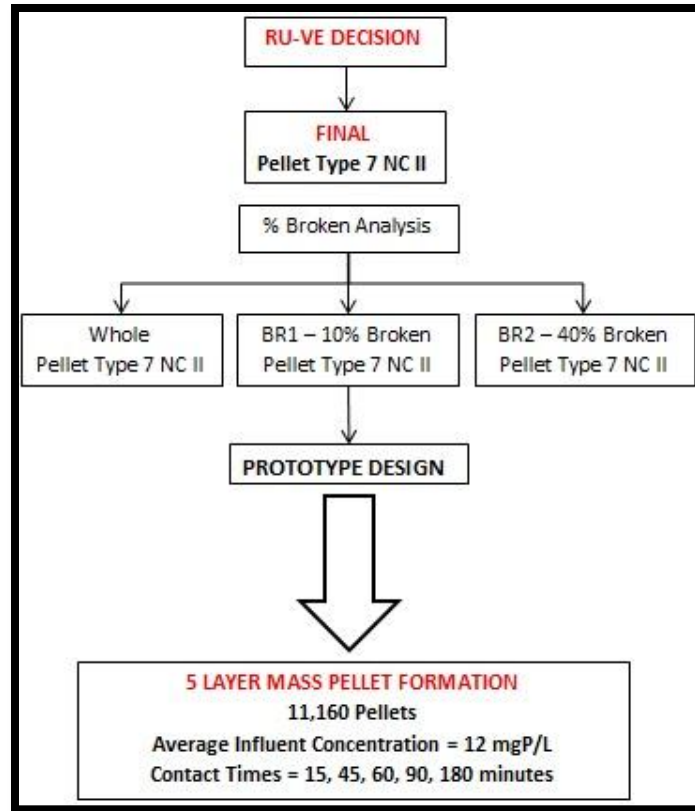 RU-VE DECISION
FINAL
Pellet Type 7 NC II
% Broken Analysis
Whole
Pellet Type 7 NC II
BR1 – 10% Broken
Pellet Type 7 NC II
BR2 – 40% Broken
Pellet Type 7 NC II
PROTOTYPE DESIGN
5 LAYER MASS PELLET FORMATION
11,160 Pellets
Average Influent Concentration = 12 mgP/L
Contact Times = 15, 45, 60, 90, 180 minutes